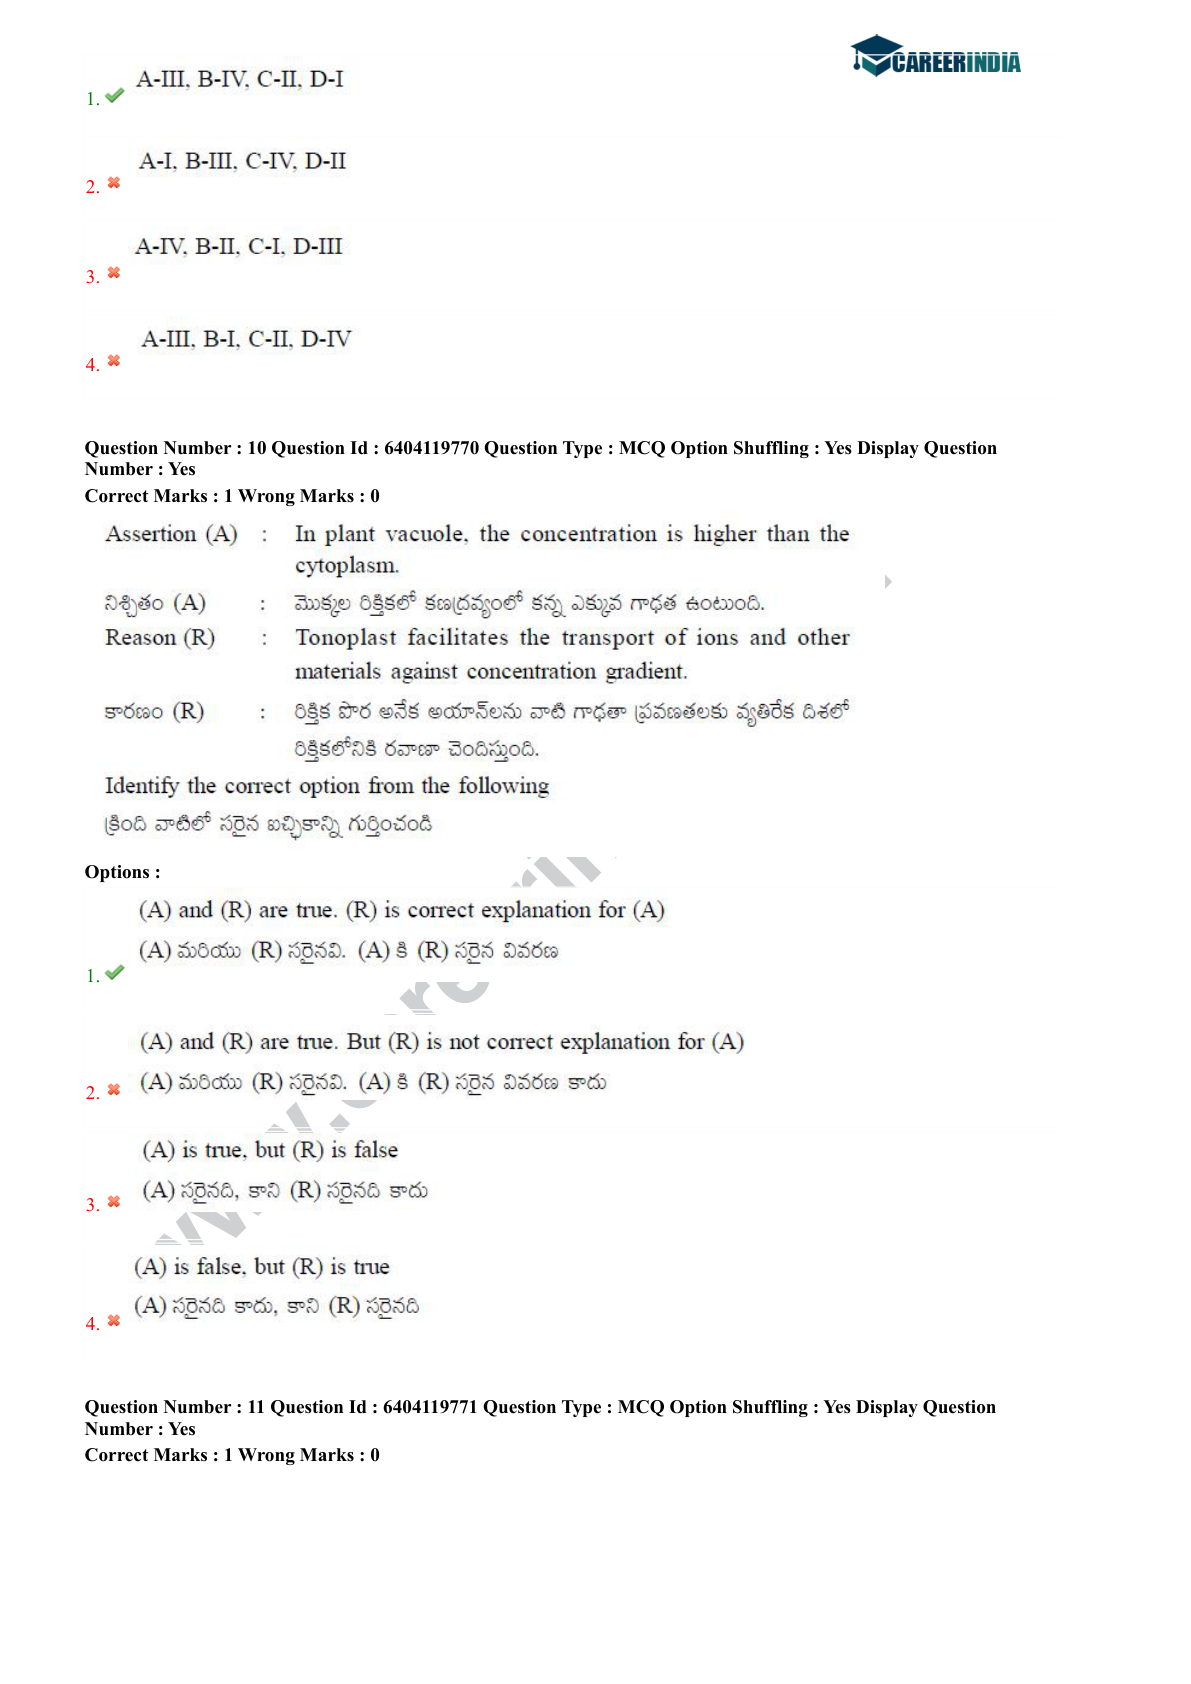 CAREERINDIA
A-III, B-IV, C-II, D-I
1.
A-I, B-III, C-IV, D-II
2.
A-IV, B-II, C-I, D-III
3.
A-III, B-I, C-II, D-IV
4.
Question Number : 10 Question Id : 6404119770 Question Type : MCQ Option Shuffling : Yes Display Question
Number : Yes
Correct Marks : 1 Wrong Marks : 0
Assertion (A) : In plant vacuole, the concentration is higher than the
cytoplasm.
నిశ్చితం (A) : మొక్కల రిక్తికలో కణద్రవ్యంలో కన్న ఎక్కువ గాఢత ఉంటుంది.
Reason (R) : Tonoplast facilitates the transport of ions and other
materials against concentration gradient.
కారణం (R) : రిక్తిక పొర అనేక అయాన్‌లను వాటి గాఢతా ప్రవణతలకు వ్యతిరేక దిశలో
రిక్తికలోనికి రవాణా చెందిస్తుంది.
Identify the correct option from the following
క్రింది వాటిలో సరైన ఐచ్ఛికాన్ని గుర్తించండి
Options :
(A) and (R) are true. (R) is correct explanation for (A)
(A) మరియు (R) సరైనవి. (A) కి (R) సరైన వివరణ
1.
(A) and (R) are true. But (R) is not correct explanation for (A)
(A) మరియు (R) సరైనవి. (A) కి (R) సరైన వివరణ కాదు
2.
(A) is true, but (R) is false
(A) సరైనది, కాని (R) సరైనది కాదు
3.
(A) is false, but (R) is true
(A) సరైనది కాదు, కాని (R) సరైనది
4.
Question Number : 11 Question Id : 6404119771 Question Type : MCQ Option Shuffling : Yes Display Question
Number : Yes
Correct Marks : 1 Wrong Marks : 0